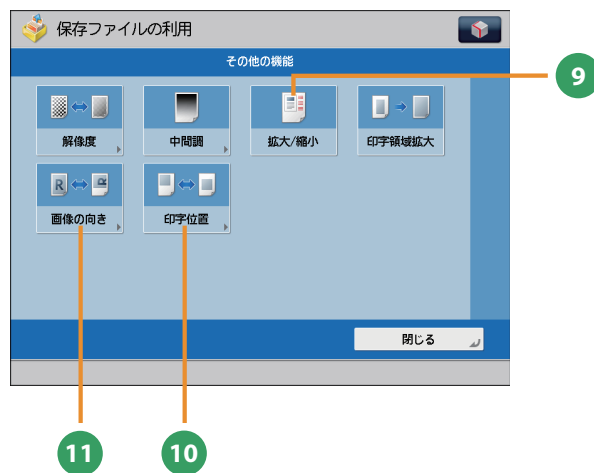 保存ファイルの利用
その他の機能
9
解像度
中間調
拡大/縮小
印字領域拡大
R R
画像の向き
印字位置
閉じる
11
10